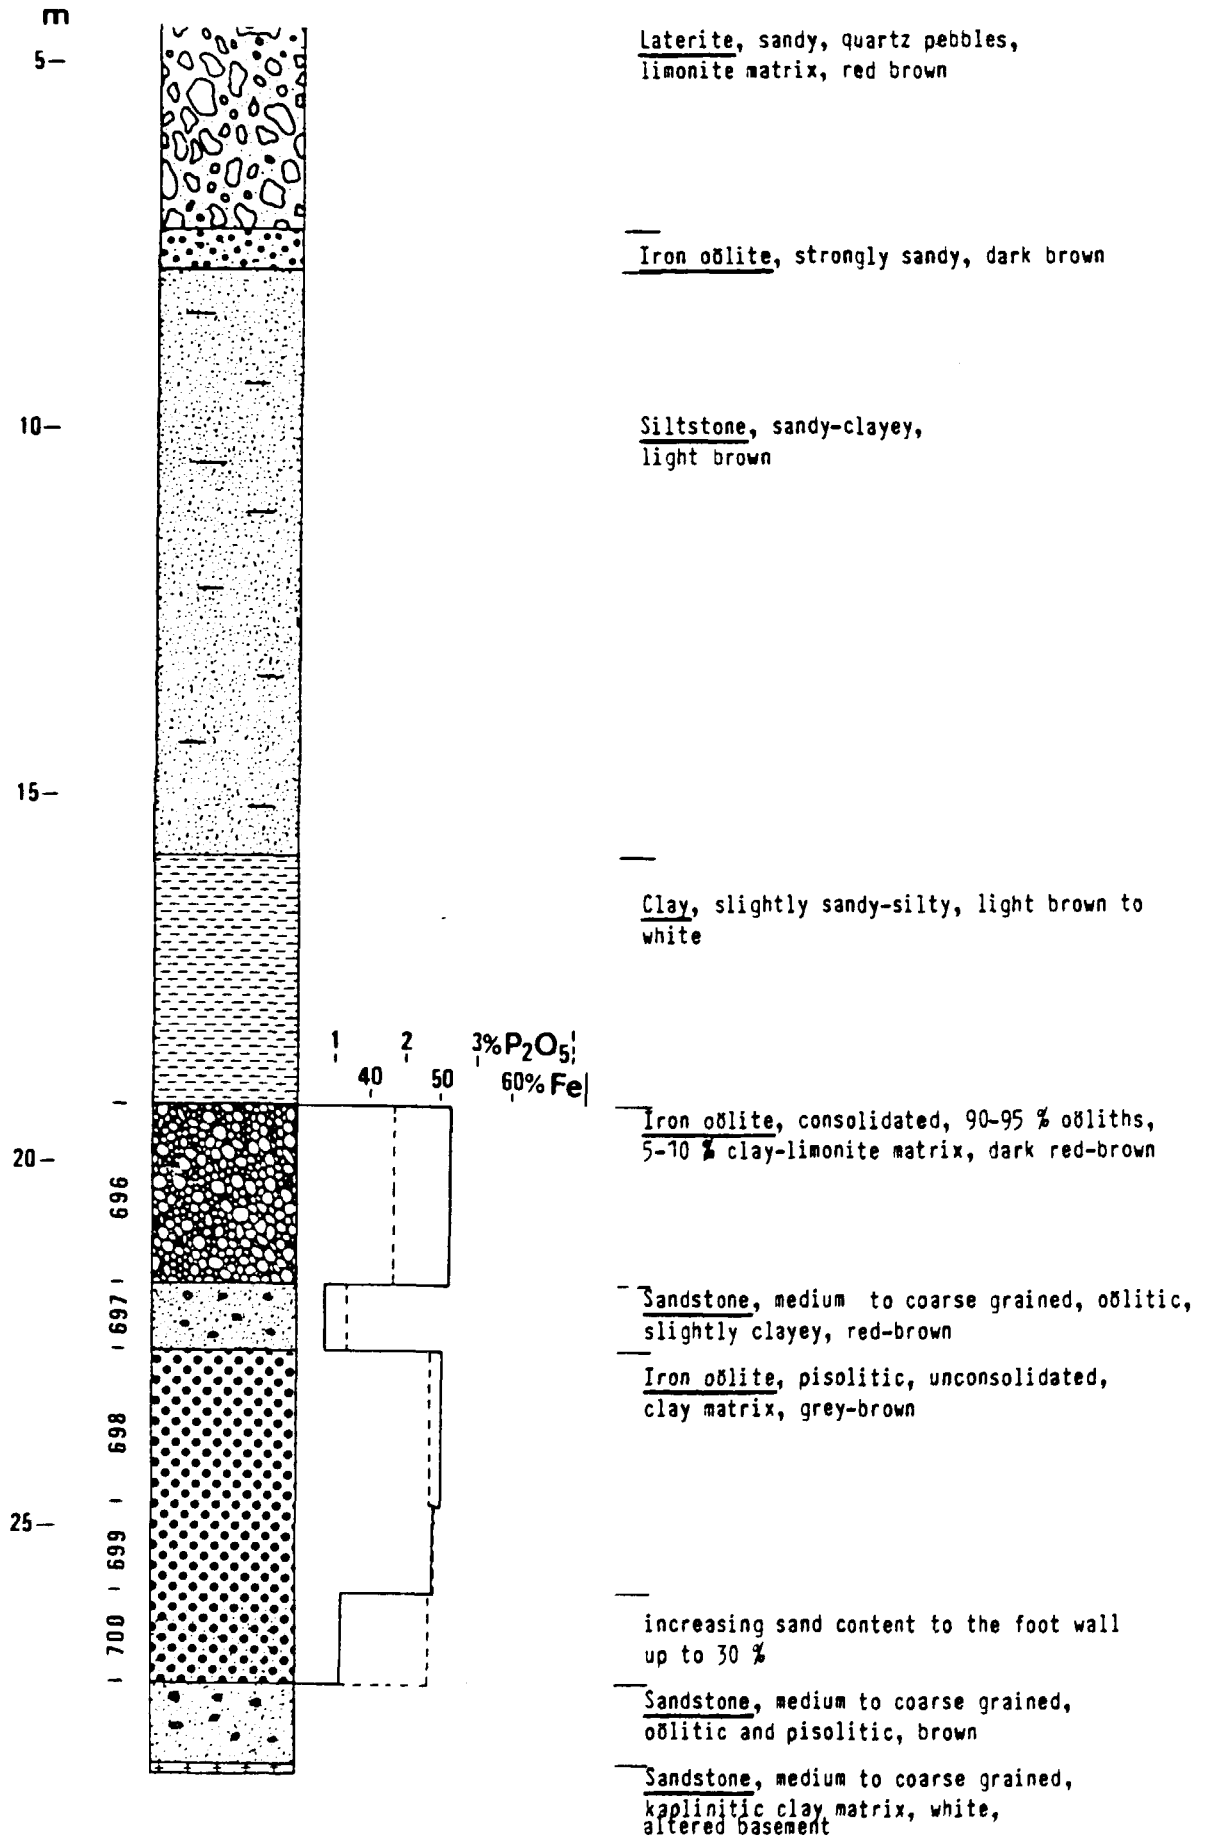 m
5—
Laterite, sandy, quartz pebbles,
limonite matrix, red brown
Iron oölite, strongly sandy, dark brown
10—
Siltstone, sandy-clayey,
light brown
15—
Clay, slightly sandy-silty, light brown to
white
1 2 3% P₂O₅
40 50 60% Fe
Iron oölite, consolidated, 90-95 % oöliths,
5-10 % clay-limonite matrix, dark red-brown
20—
696
697
Sandstone, medium to coarse grained, oölitic,
slightly clayey, red-brown
Iron oölite, pisolitic, unconsolidated,
clay matrix, grey-brown
698
25—
699
700
increasing sand content to the foot wall
up to 30 %
Sandstone, medium to coarse grained,
oölitic and pisolitic, brown
Sandstone, medium to coarse grained,
kaolinitic clay matrix, white,
altered basement